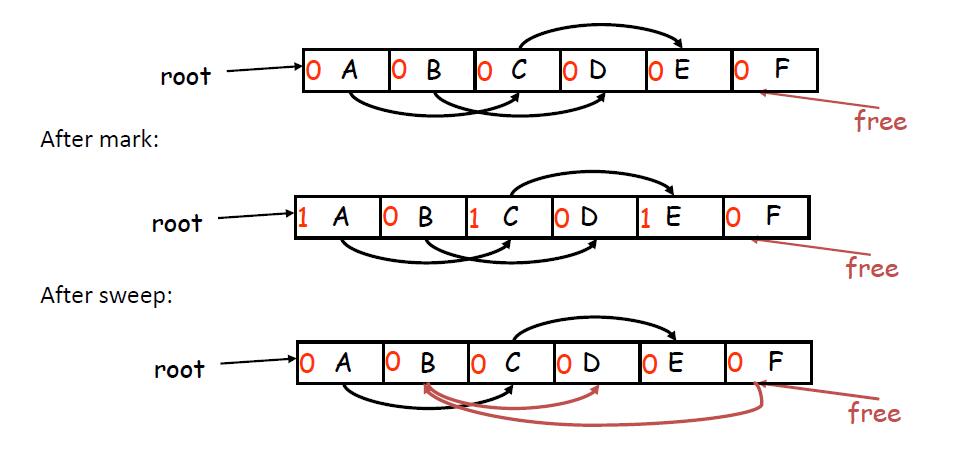 root 0 A 0 B 0 C 0 D 0 E 0 F
free
After mark:
root 1 A 0 B 1 C 0 D 1 E 0 F
free
After sweep:
root 0 A 0 B 0 C 0 D 0 E 0 F
free